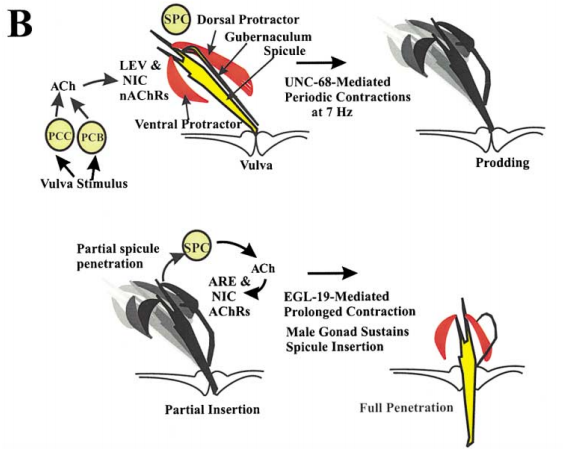 B
SPC
Dorsal Protractor
Gubernaculum
Spicule
LEV &
NIC
nAChRs
ACh
PCC
PCB
Ventral Protractor
Vulva Stimulus
Vulva
UNC-68-Mediated
Periodic Contractions
at 7 Hz
Prodding
Partial spicule
penetration
SPC
ACh
ARE &
NIC
AChRs
Partial Insertion
EGL-19-Mediated
Prolonged Contraction
Male Gonad Sustains
Spicule Insertion
Full Penetration